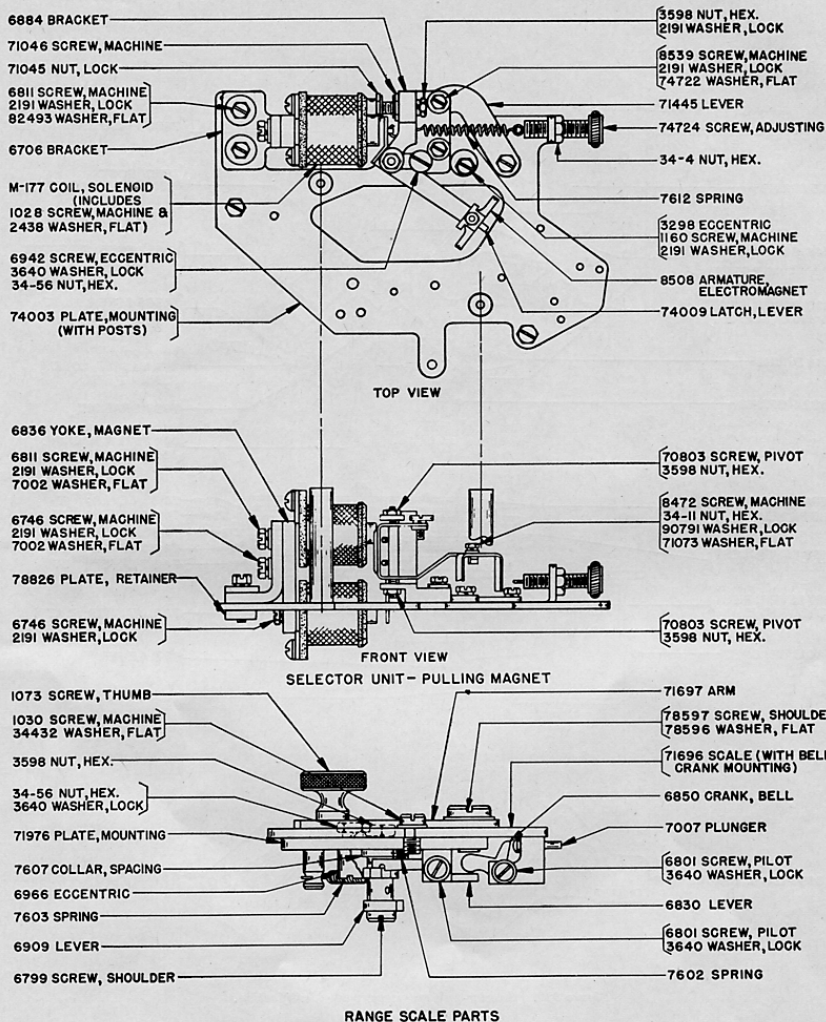 6884 BRACKET
71046 SCREW, MACHINE
71045 NUT, LOCK
6811 SCREW, MACHINE
2191 WASHER, LOCK
82493 WASHER, FLAT
6706 BRACKET
M-177 COIL, SOLENOID
(INCLUDES
1028 SCREW, MACHINE &
2438 WASHER, FLAT)
6942 SCREW, ECCENTRIC
3640 WASHER, LOCK
34-56 NUT, HEX.
74003 PLATE, MOUNTING
(WITH POSTS)
3598 NUT, HEX.
2191 WASHER, LOCK
8539 SCREW, MACHINE
2191 WASHER, LOCK
74722 WASHER, FLAT
71445 LEVER
74724 SCREW, ADJUSTING
34-4 NUT, HEX.
7612 SPRING
3298 ECCENTRIC
1160 SCREW, MACHINE
2191 WASHER, LOCK
8508 ARMATURE,
ELECTROMAGNET
74009 LATCH, LEVER
TOP VIEW
6836 YOKE, MAGNET
6811 SCREW, MACHINE
2191 WASHER, LOCK
7002 WASHER, FLAT
6746 SCREW, MACHINE
2191 WASHER, LOCK
7002 WASHER, FLAT
78826 PLATE, RETAINER
6746 SCREW, MACHINE
2191 WASHER, LOCK
70803 SCREW, PIVOT
3598 NUT, HEX.
8472 SCREW, MACHINE
34-11 NUT, HEX.
90791 WASHER, LOCK
71073 WASHER, FLAT
70803 SCREW, PIVOT
3598 NUT, HEX.
FRONT VIEW
SELECTOR UNIT - PULLING MAGNET
1073 SCREW, THUMB
1030 SCREW, MACHINE
34432 WASHER, FLAT
3598 NUT, HEX.
34-56 NUT, HEX.
3640 WASHER, LOCK
71976 PLATE, MOUNTING
7607 COLLAR, SPACING
6966 ECCENTRIC
7603 SPRING
6909 LEVER
6799 SCREW, SHOULDER
71697 ARM
78597 SCREW, SHOULDE
78596 WASHER, FLAT
71696 SCALE (WITH BELL
CRANK MOUNTING)
6850 CRANK, BELL
7007 PLUNGER
6801 SCREW, PILOT
3640 WASHER, LOCK
6830 LEVER
6801 SCREW, PILOT
3640 WASHER, LOCK
7602 SPRING
RANGE SCALE PARTS